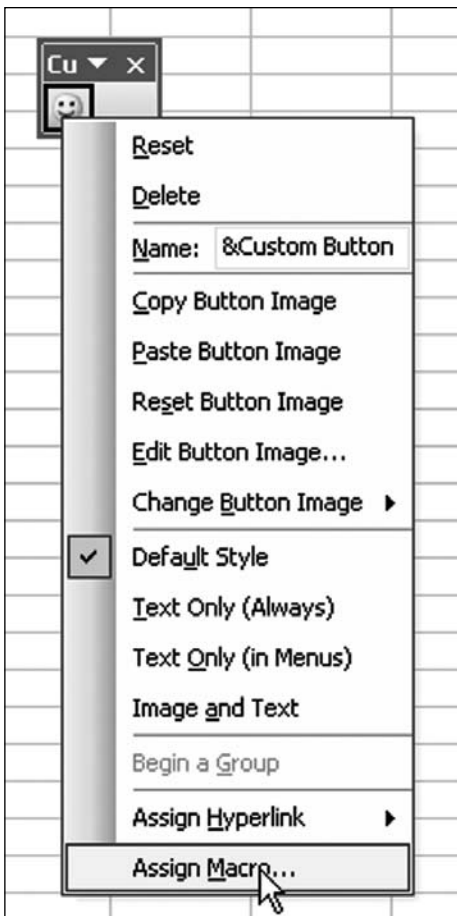 Cu
Reset
Delete
Name: &Custom Button
Copy Button Image
Paste Button Image
Reset Button Image
Edit Button Image...
Change Button Image
Default Style
Text Only (Always)
Text Only (in Menus)
Image and Text
Begin a Group
Assign Hyperlink
Assign Macro...